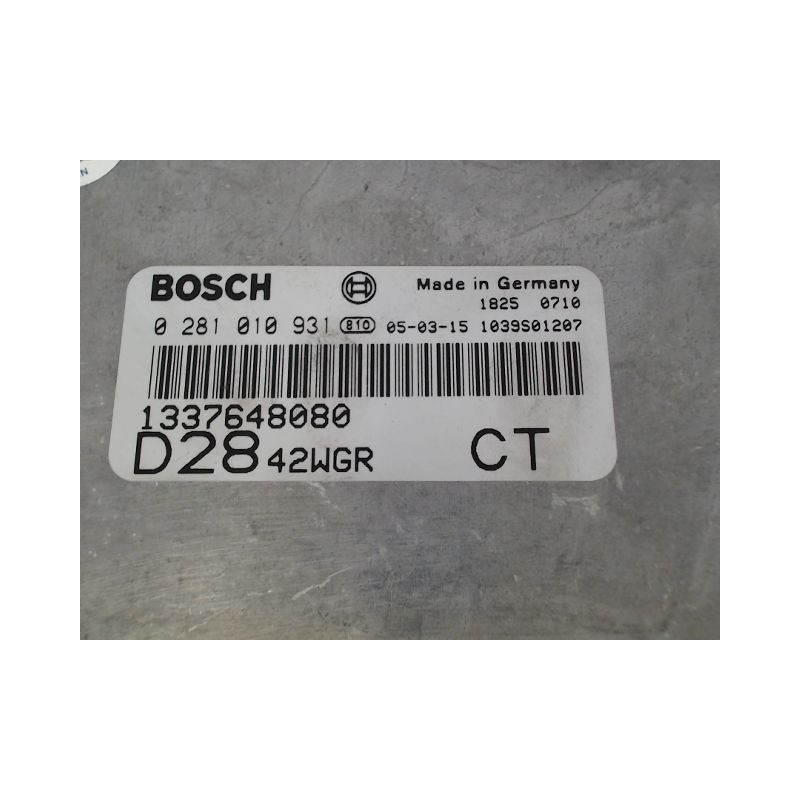 BOSCH Made in Germany
1825 0710
0 281 010 931 810 05-03-15 1039S01207
1337648080
D28 42WGR CT